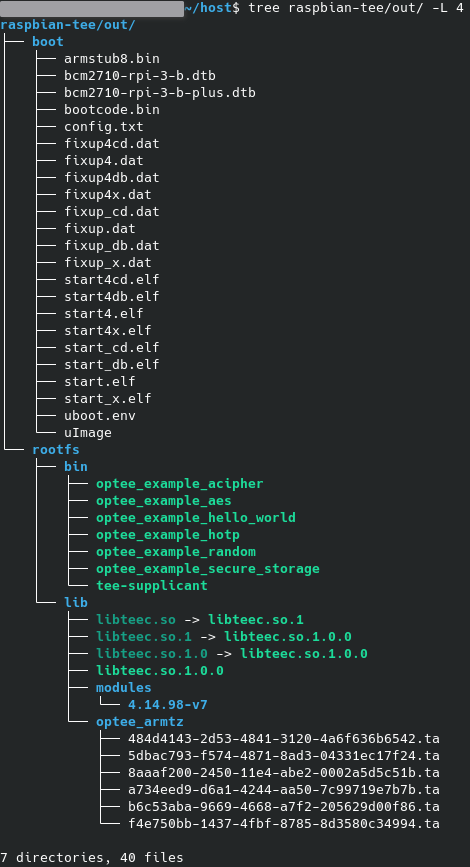 ~/host$ tree raspbian-tee/out/ -L 4
raspbian-tee/out/
├── boot
│   ├── armstub8.bin
│   ├── bcm2710-rpi-3-b.dtb
│   ├── bcm2710-rpi-3-b-plus.dtb
│   ├── bootcode.bin
│   ├── config.txt
│   ├── fixup4cd.dat
│   ├── fixup4.dat
│   ├── fixup4db.dat
│   ├── fixup4x.dat
│   ├── fixup_cd.dat
│   ├── fixup.dat
│   ├── fixup_db.dat
│   ├── fixup_x.dat
│   ├── start4cd.elf
│   ├── start4db.elf
│   ├── start4.elf
│   ├── start4x.elf
│   ├── start_cd.elf
│   ├── start_db.elf
│   ├── start.elf
│   ├── start_x.elf
│   ├── uboot.env
│   └── uImage
└── rootfs
    ├── bin
    │   ├── optee_example_acipher
    │   ├── optee_example_aes
    │   ├── optee_example_hello_world
    │   ├── optee_example_hotp
    │   ├── optee_example_random
    │   ├── optee_example_secure_storage
    │   └── tee-supplicant
    └── lib
        ├── libteec.so -> libteec.so.1
        ├── libteec.so.1 -> libteec.so.1.0.0
        ├── libteec.so.1.0 -> libteec.so.1.0.0
        ├── libteec.so.1.0.0
        ├── modules
        │   └── 4.14.98-v7
        └── optee_armtz
            ├── 484d4143-2d53-4841-3120-4a6f636b6542.ta
            ├── 5dbac793-f574-4871-8ad3-04331ec17f24.ta
            ├── 8aaaf200-2450-11e4-abe2-0002a5d5c51b.ta
            ├── a734eed9-d6a1-4244-aa50-7c99719e7b7b.ta
            ├── b6c53aba-9669-4668-a7f2-205629d00f86.ta
            └── f4e750bb-1437-4fbf-8785-8d3580c34994.ta

7 directories, 40 files